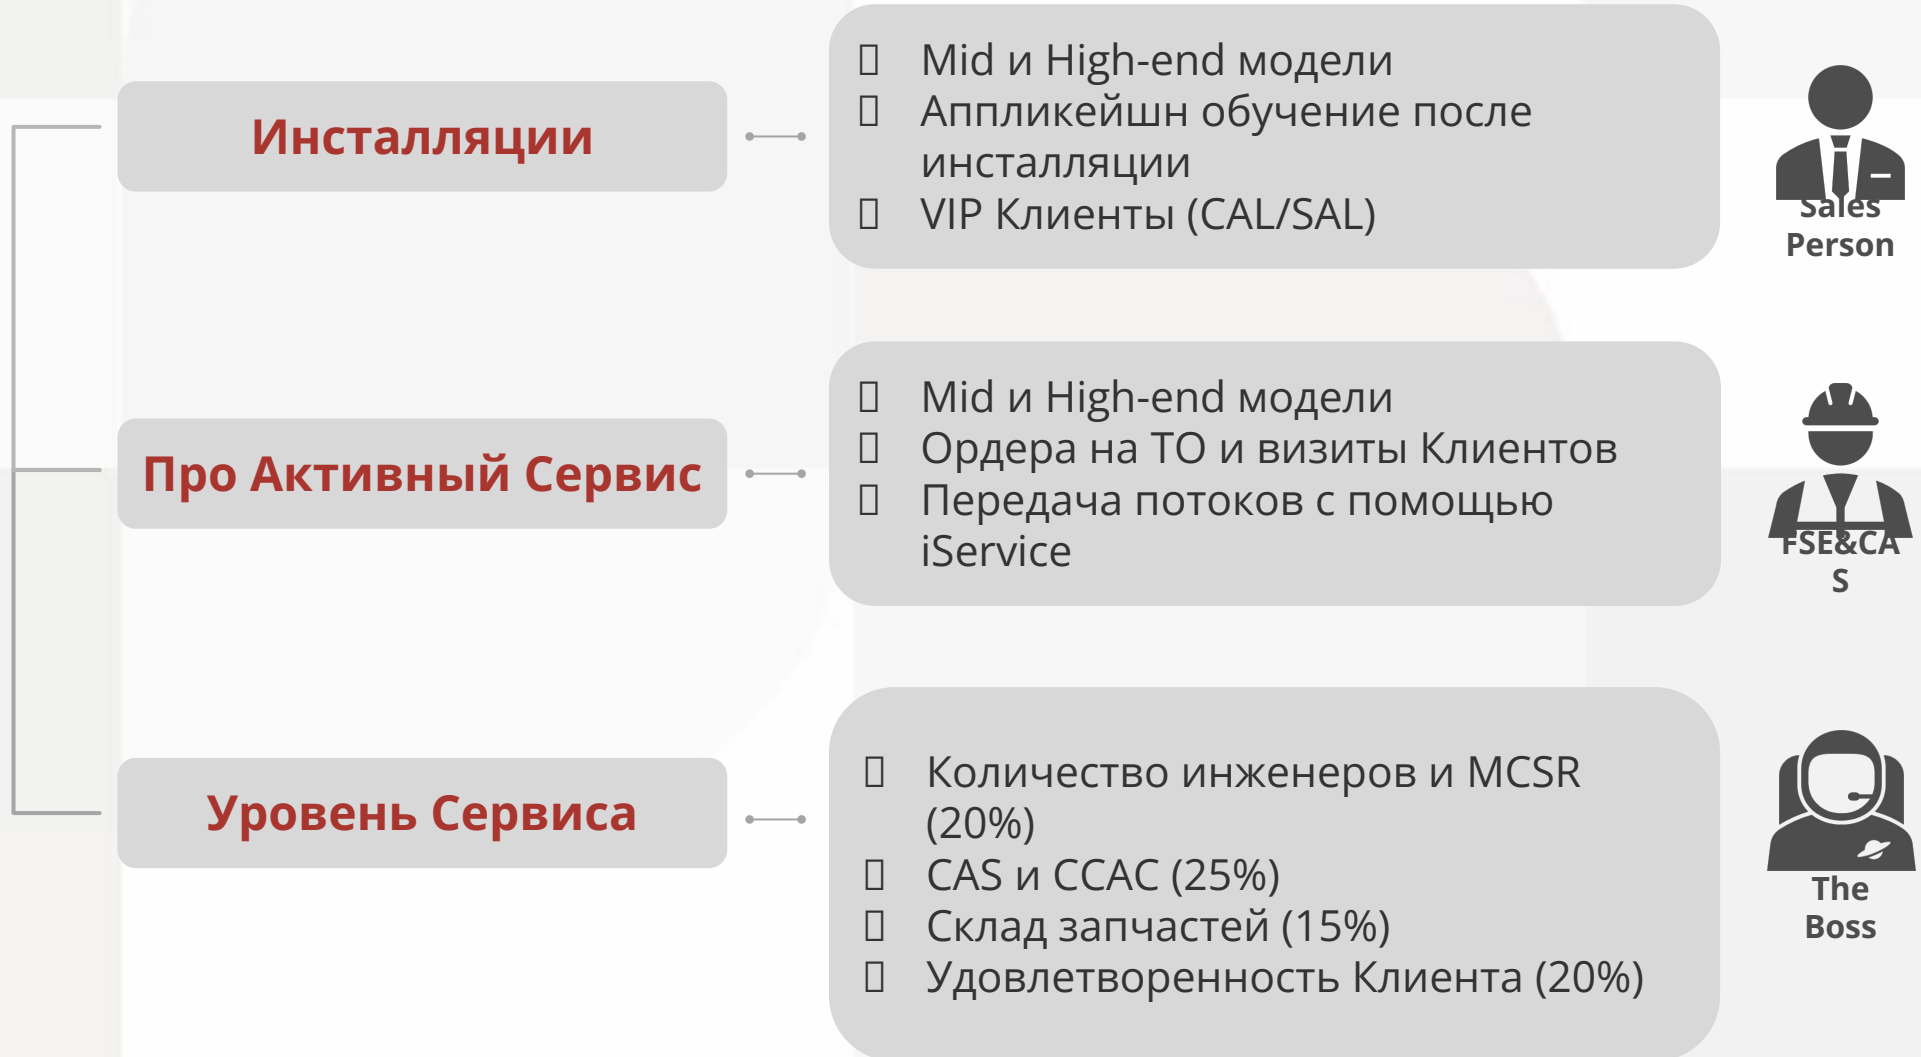 Инсталляции
Mid и High-end модели
Аппликейшн обучение после
инсталляции
VIP Клиенты (CAL/SAL)
Sales
Person
Про Активный Сервис
Mid и High-end модели
Ордера на ТО и визиты Клиентов
Передача потоков с помощью
iService
FSE&CA
S
Уровень Сервиса
Количество инженеров и MCSR
(20%)
CAS и CCAC (25%)
Склад запчастей (15%)
Удовлетворенность Клиента (20%)
The
Boss